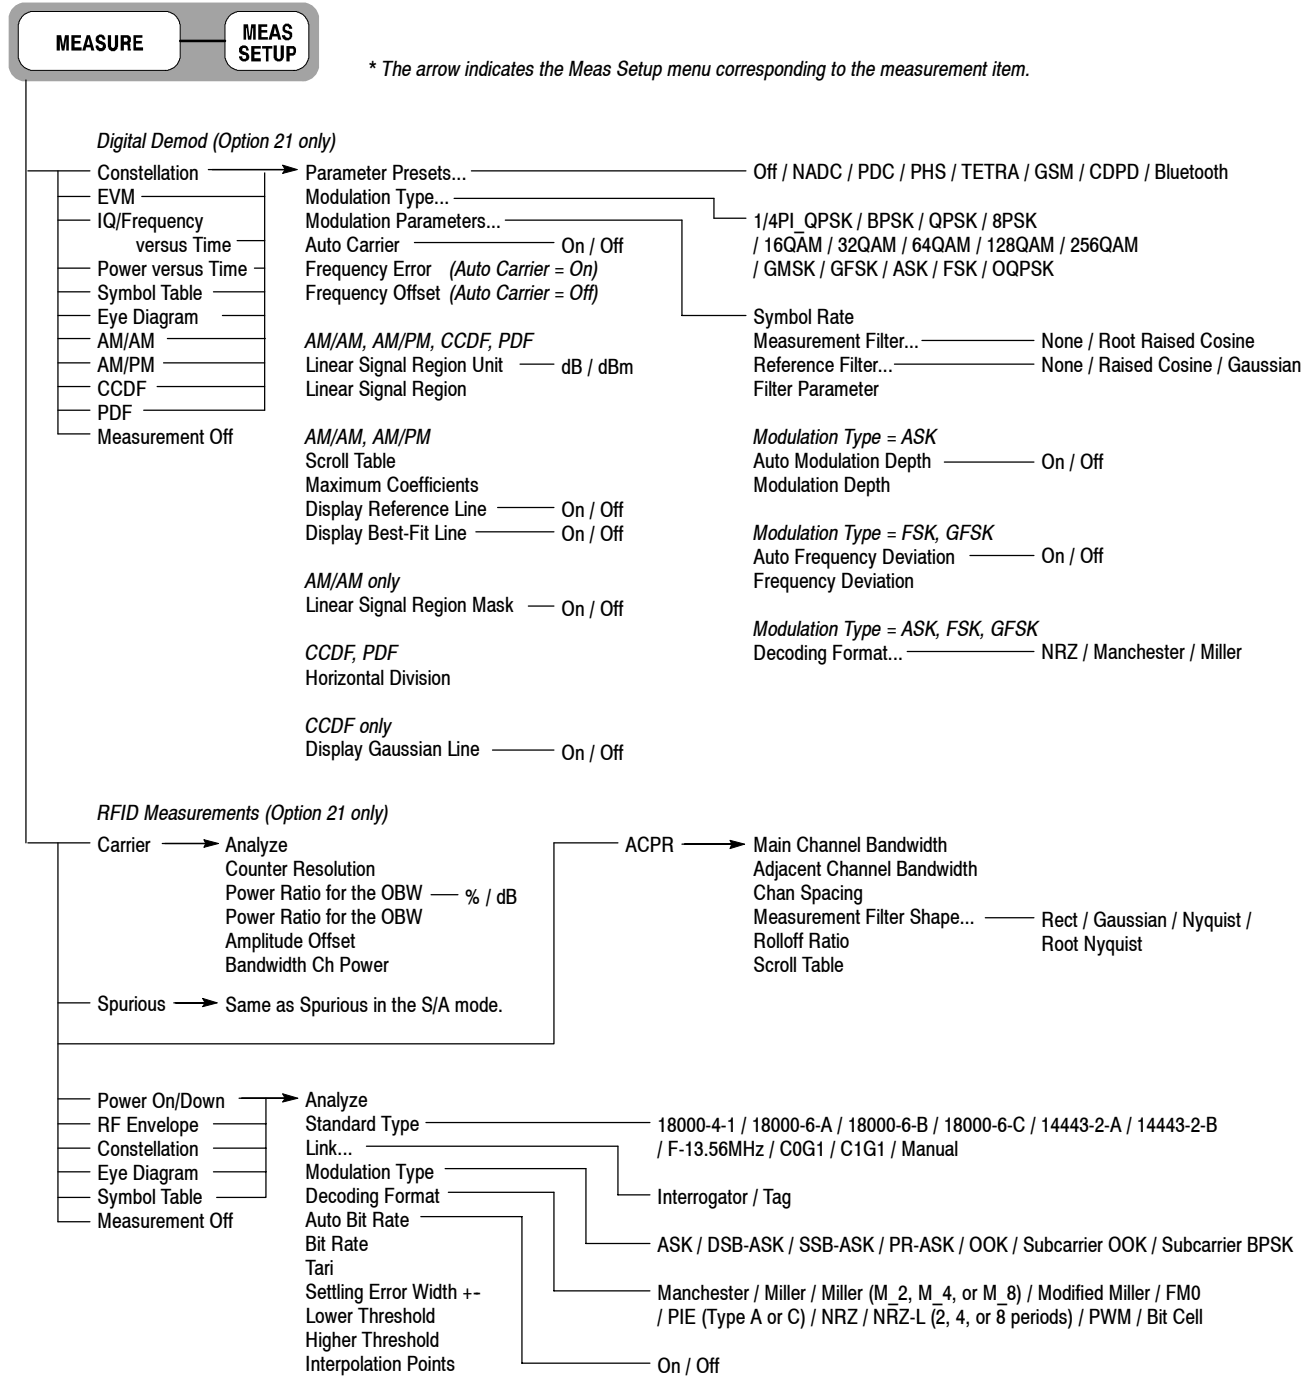 MEASURE
MEAS
SETUP
* The arrow indicates the Meas Setup menu corresponding to the measurement item.
Digital Demod (Option 21 only)
Constellation
EVM
IQ/Frequency
versus Time
Power versus Time
Symbol Table
Eye Diagram
AM/AM
AM/PM
CCDF
PDF
Measurement Off
Parameter Presets...
Modulation Type...
Modulation Parameters...
Auto Carrier On / Off
Frequency Error (Auto Carrier = On)
Frequency Offset (Auto Carrier = Off)
AM/AM, AM/PM, CCDF, PDF
Linear Signal Region Unit dB / dBm
Linear Signal Region
AM/AM, AM/PM
Scroll Table
Maximum Coefficients
Display Reference Line On / Off
Display Best-Fit Line On / Off
AM/AM only
Linear Signal Region Mask On / Off
CCDF, PDF
Horizontal Division
CCDF only
Display Gaussian Line On / Off
Off / NADC / PDC / PHS / TETRA / GSM / CDPD / Bluetooth
1/4PI_QPSK / BPSK / QPSK / 8PSK
/ 16QAM / 32QAM / 64QAM / 128QAM / 256QAM
/ GMSK / GFSK / ASK / FSK / OQPSK
Symbol Rate
Measurement Filter... None / Root Raised Cosine
Reference Filter... None / Raised Cosine / Gaussian
Filter Parameter
Modulation Type = ASK
Auto Modulation Depth On / Off
Modulation Depth
Modulation Type = FSK, GFSK
Auto Frequency Deviation On / Off
Frequency Deviation
Modulation Type = ASK, FSK, GFSK
Decoding Format... NRZ / Manchester / Miller
RFID Measurements (Option 21 only)
Carrier
Analyze
Counter Resolution
Power Ratio for the OBW % / dB
Power Ratio for the OBW
Amplitude Offset
Bandwidth Ch Power
Spurious Same as Spurious in the S/A mode.
ACPR
Main Channel Bandwidth
Adjacent Channel Bandwidth
Chan Spacing
Measurement Filter Shape... Rect / Gaussian / Nyquist /
Root Nyquist
Rolloff Ratio
Scroll Table
Power On/Down
RF Envelope
Constellation
Eye Diagram
Symbol Table
Measurement Off
Analyze
Standard Type
Link...
Modulation Type
Decoding Format
Auto Bit Rate
Bit Rate
Tari
Settling Error Width +-
Lower Threshold
Higher Threshold
Interpolation Points
18000-4-1 / 18000-6-A / 18000-6-B / 18000-6-C / 14443-2-A / 14443-2-B
/ F-13.56MHz / C0G1 / C1G1 / Manual
Interrogator / Tag
ASK / DSB-ASK / SSB-ASK / PR-ASK / OOK / Subcarrier OOK / Subcarrier BPSK
Manchester / Miller / Miller (M_2, M_4, or M_8) / Modified Miller / FM0
/ PIE (Type A or C) / NRZ / NRZ-L (2, 4, or 8 periods) / PWM / Bit Cell
On / Off